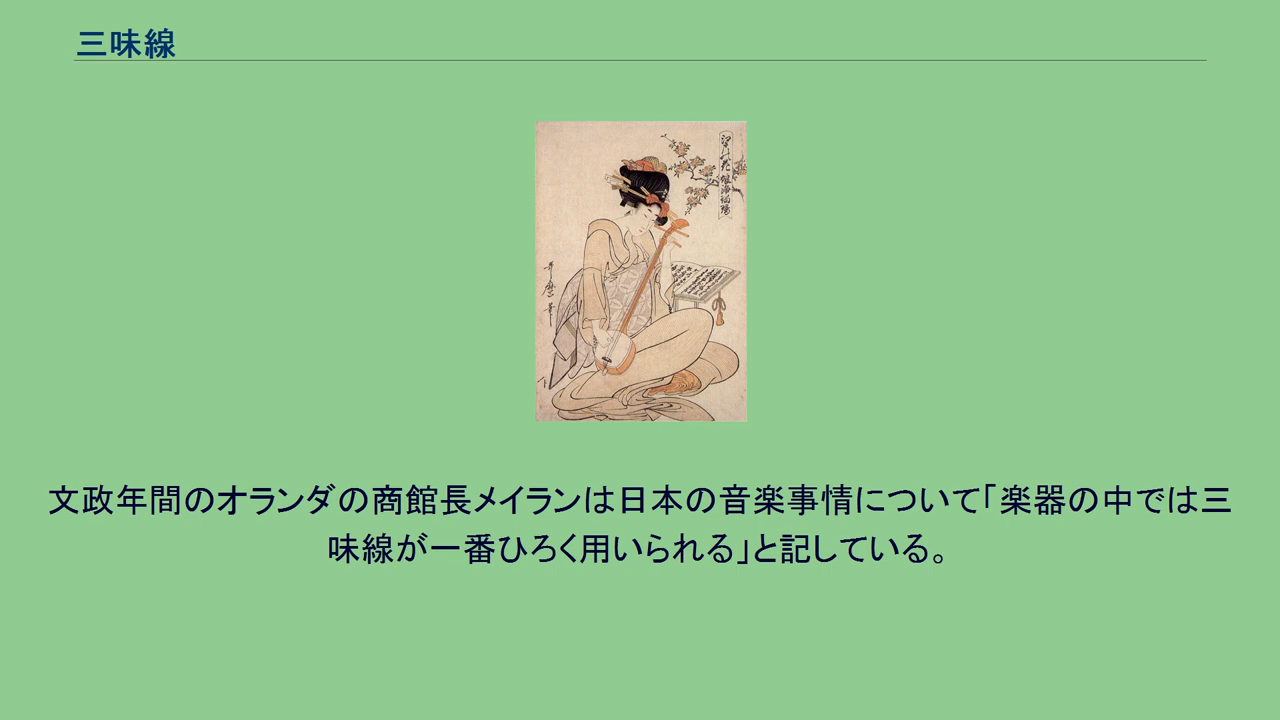 三味線
哥麿筆
文政年間のオランダの商館長メイランは日本の音楽事情について「楽器の中では三
味線が一番ひろく用いられる」と記している。